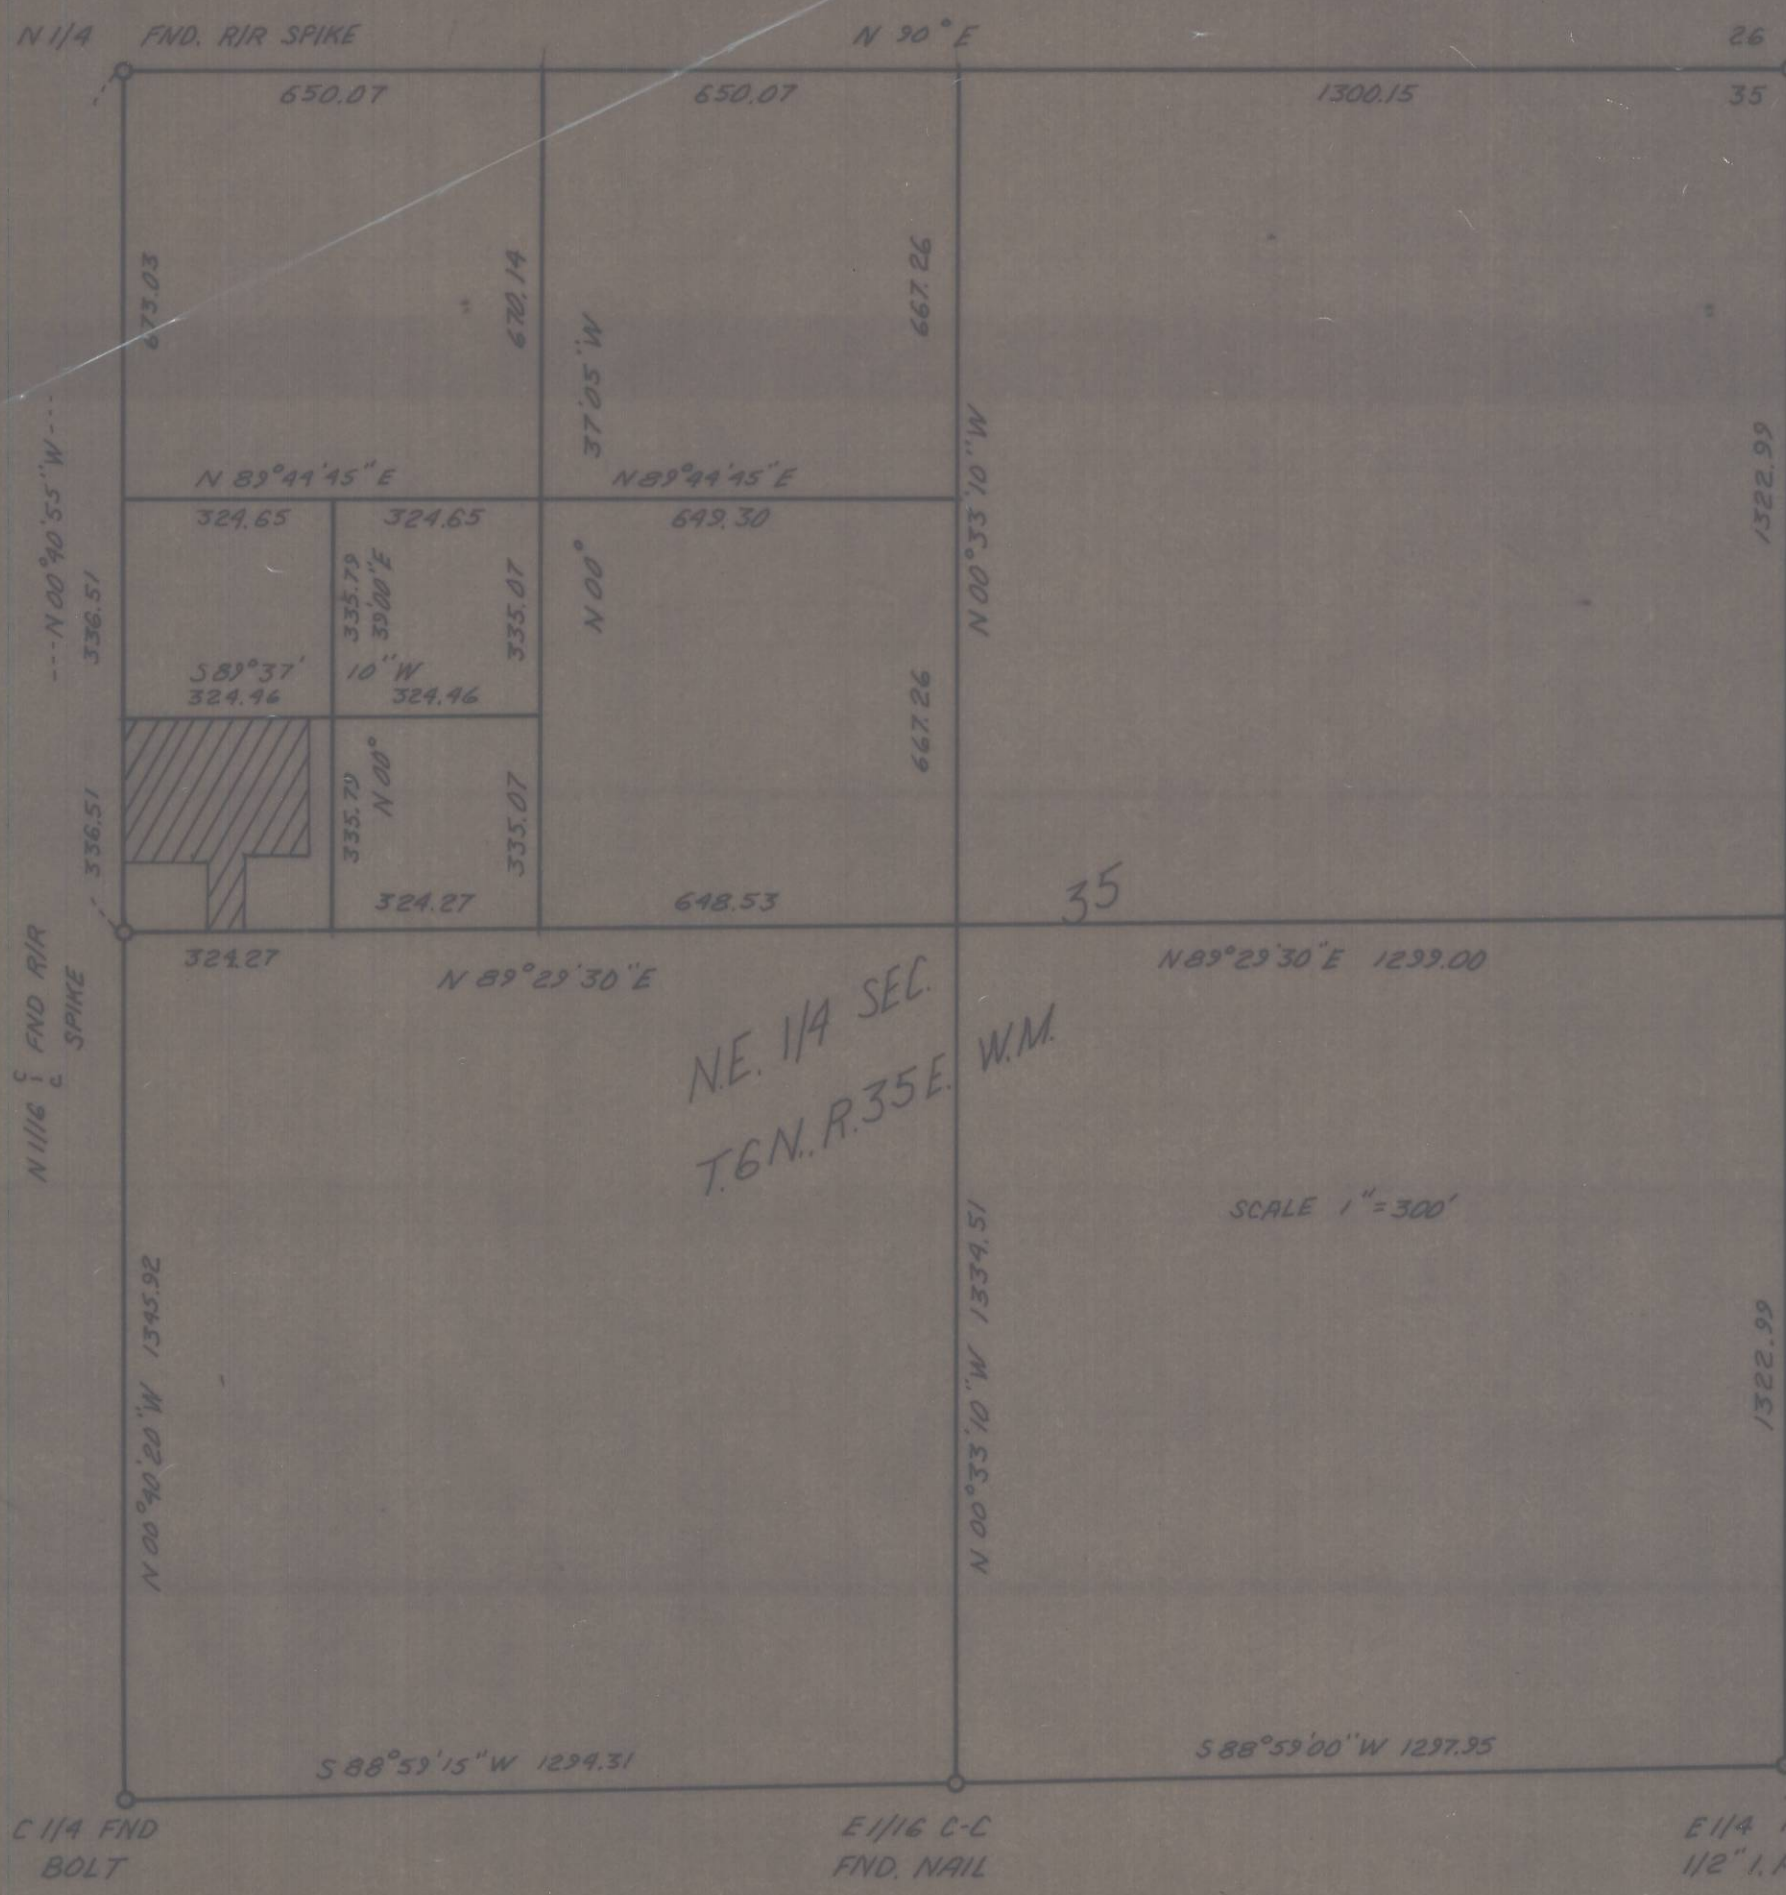 N 1/4 FND. R/R SPIKE
N 90° E
26
650.07
650.07
1300.15
35
673.03
670.14
37'05"W
667.26
N 00°33'10"W
1322.99
---N 00°40'55"W---
N 89°44'45"E
N 89°44'45"E
324.65
324.65
649.30
336.51
335.79
39'00"E
335.07
N 00°
S 89°37'
10"W
324.46
324.46
667.26
336.51
335.79
N 00°
335.07
324.27
648.53
35
324.27
N 89°29'30"E
N 89°29'30"E 1299.00
N 1/16 C-C FND R/R
SPIKE
N.E. 1/4 SEC.
T.6N., R.35E. W.M.
SCALE 1"=300'
N 00°40'20"W 1345.92
N 00°33'10"W 1334.51
1322.99
S 88°59'15"W 1294.31
S 88°59'00"W 1297.95
C 1/4 FND
BOLT
E 1/16 C-C
FND. NAIL
E 1/4
1/2" I.